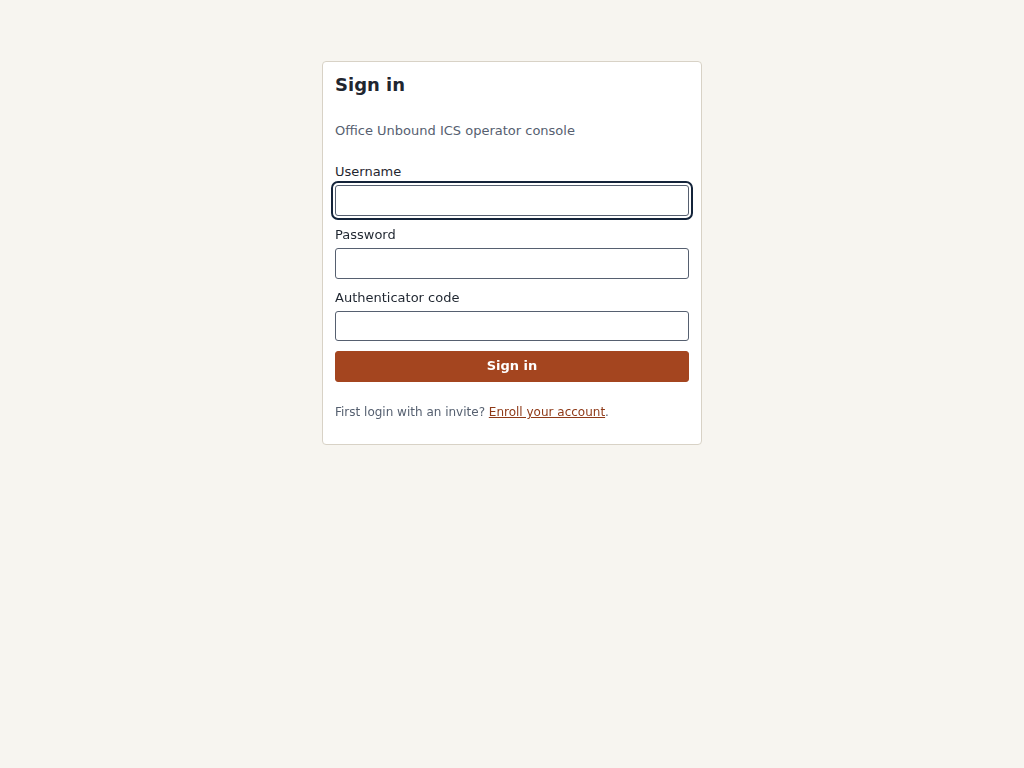 Sign in
Office Unbound ICS operator console
Username
Password
Authenticator code
Sign in
First login with an invite? Enroll your account.